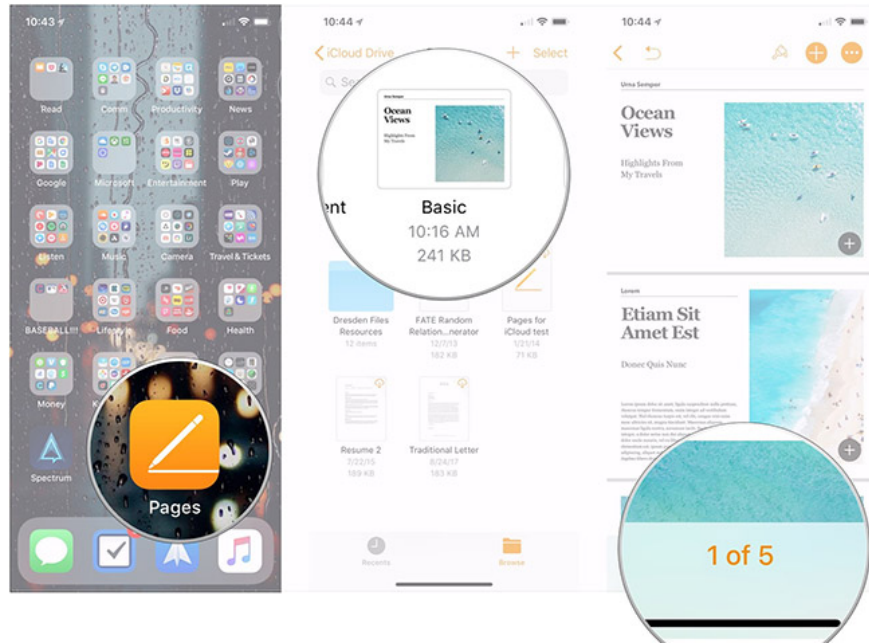 10:43
Read
Comm
Productivity
News
Google
Microsoft
Entertainment
Play
Listen
Music
Camera
Travel & Tickets
BASEBALL!!!
Lifestyle
Food
Health
Money
Spectrum
Pages
10:44
iCloud Drive
Select
Ocean
Views
Highlights From
My Travels
Basic
10:16 AM
241 KB
Dresden Files
Resources
12 items
FATE Random
Relation...nerator
12/7/13
182 KB
Pages for
iCloud test
1/21/14
71 KB
Resume 2
7/22/15
189 KB
Traditional Letter
8/24/17
183 KB
Recents
Browse
10:44
Urna Semper
Ocean
Views
Highlights From
My Travels
Lorem
Etiam Sit
Amet Est
Donec Quis Nunc
1 of 5